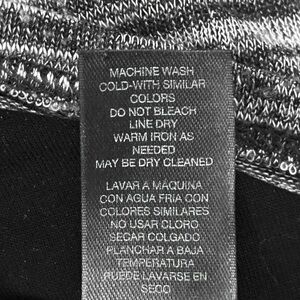 MACHINE WASH
COLD-WITH SIMILAR
COLORS
DO NOT BLEACH
LINE DRY
WARM IRON AS
NEEDED
MAY BE DRY CLEANED
LAVAR A MAQUINA
CON AGUA FRIA CON
COLORES SIMILARES
NO USAR CLORO
SECAR COLGADO
PLANCHAR A BAJA
TEMPERATURA
PUEDE LAVARSE EN
SECO